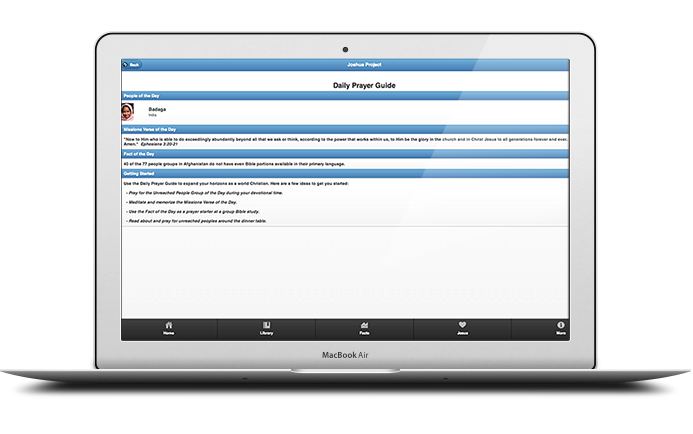 Back
Joshua Project
Daily Prayer Guide
People of the Day
Badaga
India
Missions Verse of the Day
"Now to Him who is able to do exceedingly abundantly beyond all that we ask or think, according to the power that works within us, to Him be the glory in the church and in Christ Jesus to all generations forever and ever.
Amen." Ephesians 3:20-21
Fact of the Day
40 of the 77 people groups in Afghanistan do not have even Bible portions available in their primary language.
Getting Started
Use the Daily Prayer Guide to expand your horizons as a world Christian. Here are a few ideas to get you started:
- Pray for the Unreached People Group of the Day during your devotional time.
- Meditate and memorize the Missions Verse of the Day.
- Use the Fact of the Day as a prayer starter at a group Bible study.
- Read about and pray for unreached peoples around the dinner table.
Home
Library
Facts
Jesus
More
MacBook Air